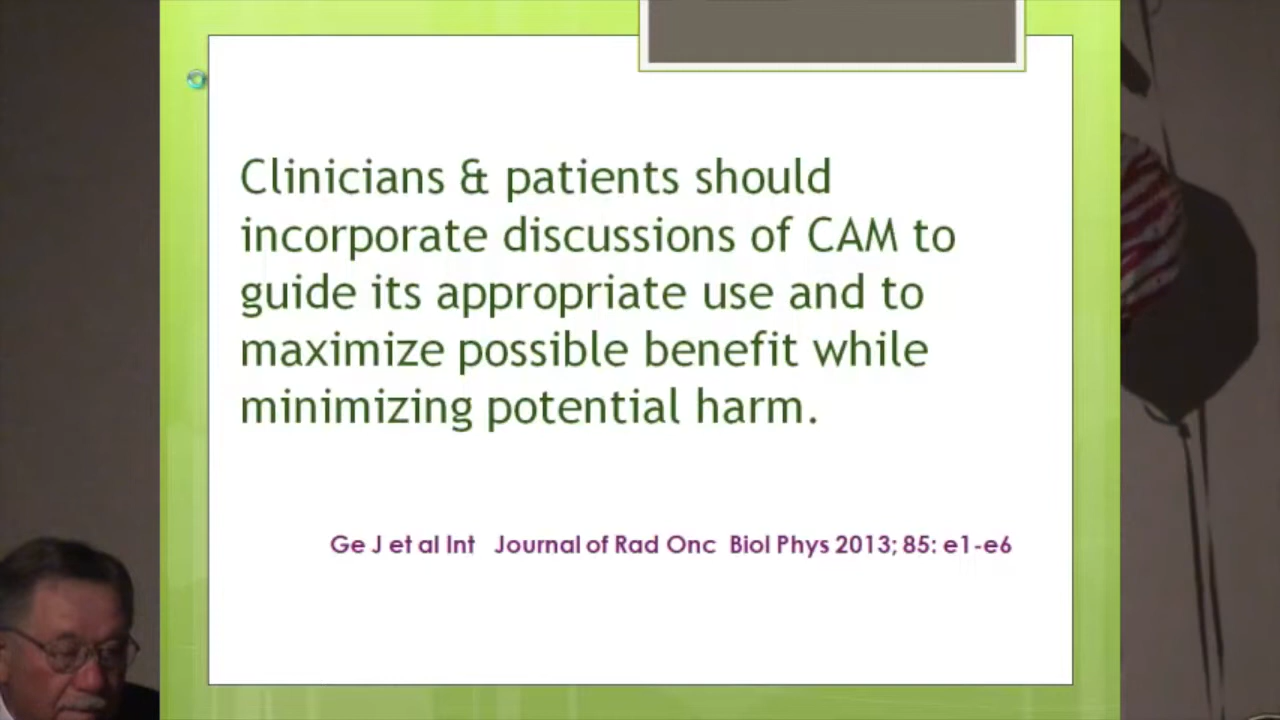 Clinicians & patients should
incorporate discussions of CAM to
guide its appropriate use and to
maximize possible benefit while
minimizing potential harm.
Ge J et al Int Journal of Rad Onc Biol Phys 2013; 85: e1-e6